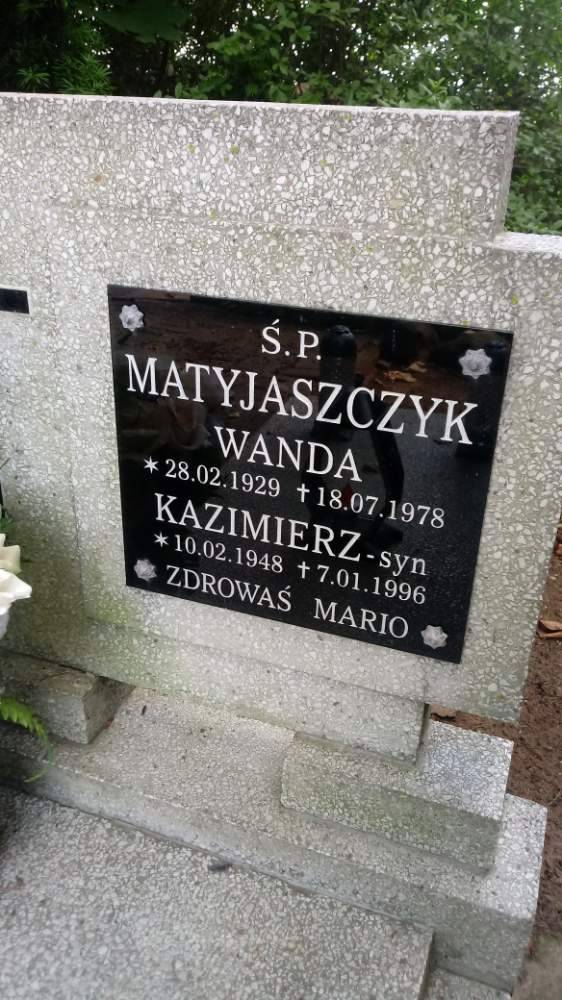 Ś.P.
MATYJASZCZYK
WANDA
* 28.02.1929 † 18.07.1978
KAZIMIERZ-syn
* 10.02.1948 † 7.01.1996
ZDROWAŚ MARIO